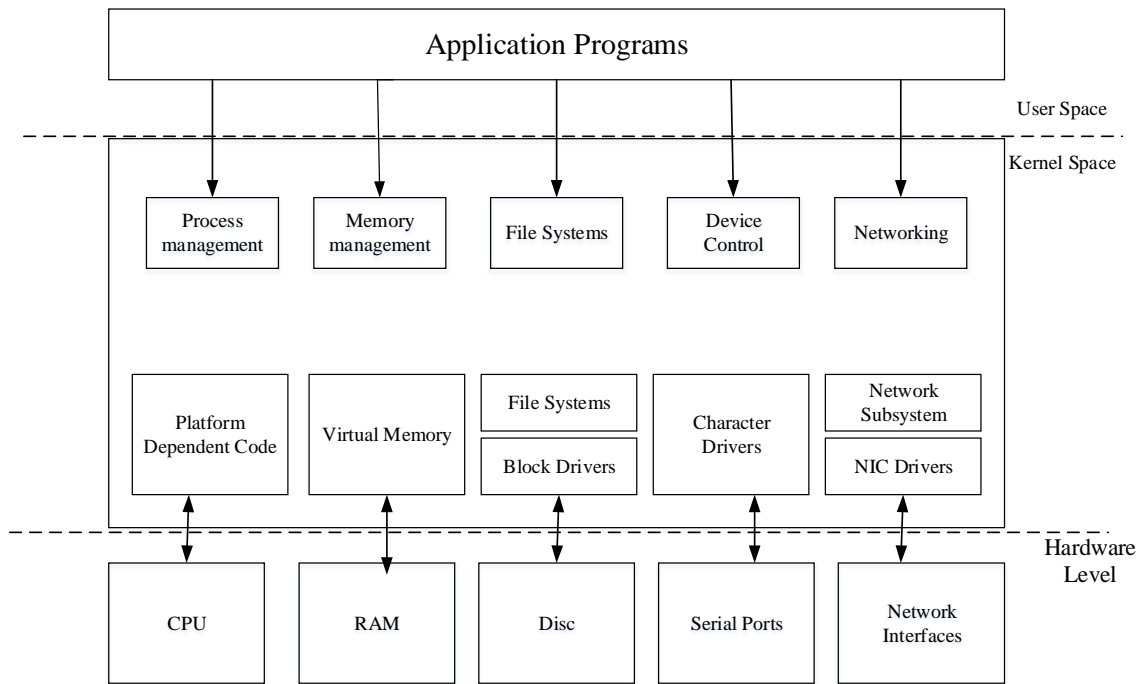 Application Programs
User Space
Kernel Space
Process
management
Memory
management
File Systems
Device
Control
Networking
Platform
Dependent Code
Virtual Memory
File Systems
Block Drivers
Character
Drivers
Network
Subsystem
NIC Drivers
Hardware
Level
CPU
RAM
Disc
Serial Ports
Network
Interfaces